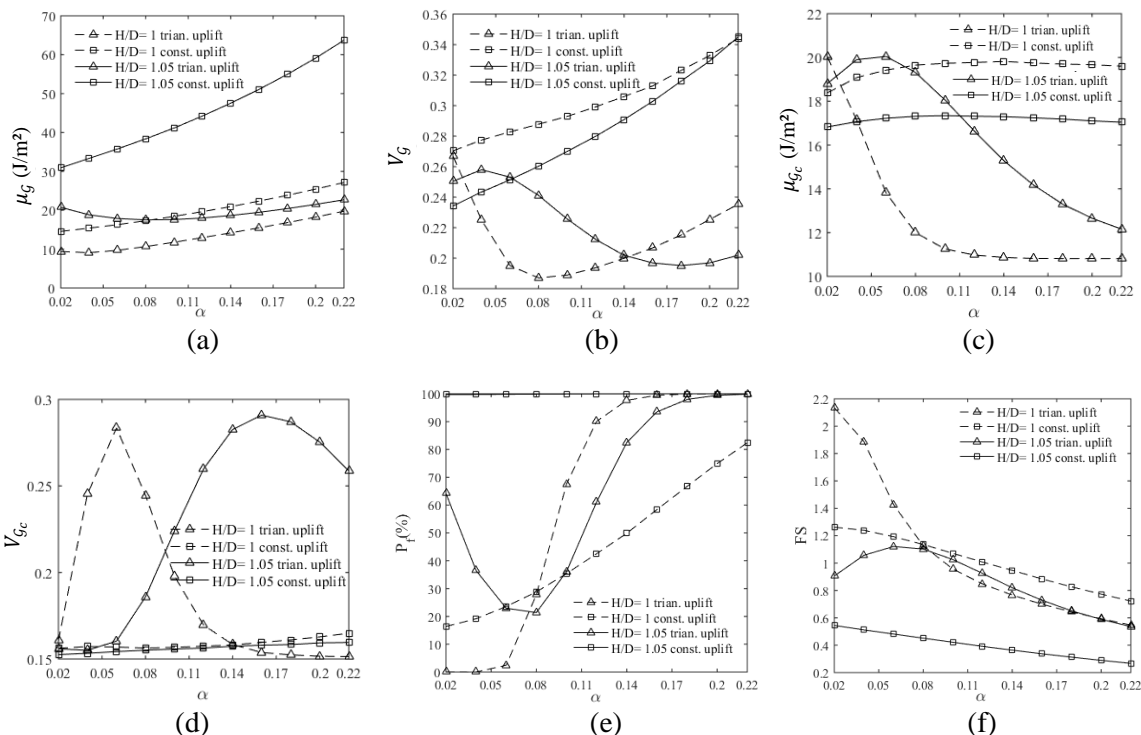 70
60
50
40
30
20
10
0
μ𝒢 (J/m²)
H/D= 1 trian. uplift
H/D= 1 const. uplift
H/D= 1.05 trian. uplift
H/D= 1.05 const. uplift
0.02 0.05 0.08 0.11 0.14 0.17 0.2 0.22
α
(a)
0.36
0.34
0.32
0.3
0.28
0.26
0.24
0.22
0.2
0.18
V𝒢
H/D= 1 trian. uplift
H/D= 1 const. uplift
H/D= 1.05 trian. uplift
H/D= 1.05 const. uplift
0.02 0.05 0.08 0.11 0.14 0.17 0.2 0.22
α
(b)
22
20
18
16
14
12
10
μ𝒢c (J/m²)
H/D= 1 trian. uplift
H/D= 1 const. uplift
H/D= 1.05 trian. uplift
H/D= 1.05 const. uplift
0.02 0.05 0.08 0.11 0.14 0.17 0.2 0.22
α
(c)
0.3
0.25
0.2
0.15
V𝒢c
H/D= 1 trian. uplift
H/D= 1 const. uplift
H/D= 1.05 trian. uplift
H/D= 1.05 const. uplift
0.02 0.05 0.08 0.11 0.14 0.17 0.2 0.22
α
(d)
100
90
80
70
60
50
40
30
20
10
0
Pf(%)
H/D= 1 trian. uplift
H/D= 1 const. uplift
H/D= 1.05 trian. uplift
H/D= 1.05 const. uplift
0.02 0.05 0.08 0.11 0.14 0.17 0.2 0.22
α
(e)
2.2
2
1.8
1.6
1.4
1.2
1
0.8
0.6
0.4
0.2
FS
H/D= 1 trian. uplift
H/D= 1 const. uplift
H/D= 1.05 trian. uplift
H/D= 1.05 const. uplift
0.02 0.05 0.08 0.11 0.14 0.17 0.2 0.22
α
(f)